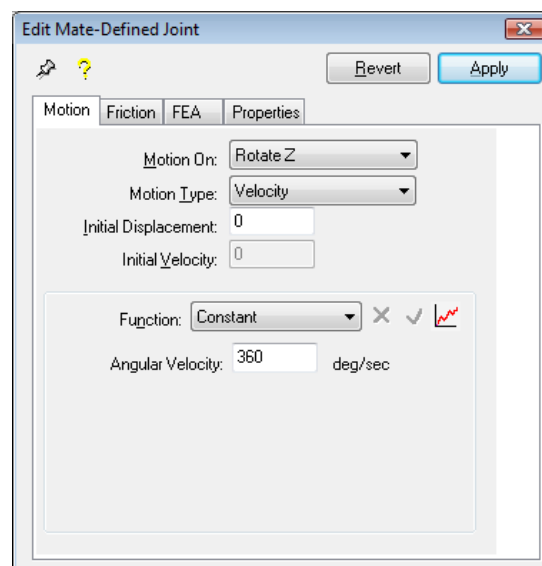 Edit Mate-Defined Joint
? Revert Apply
Motion Friction FEA Properties
Motion On: Rotate Z
Motion Type: Velocity
Initial Displacement: 0
Initial Velocity: 0
Function: Constant
Angular Velocity: 360 deg/sec